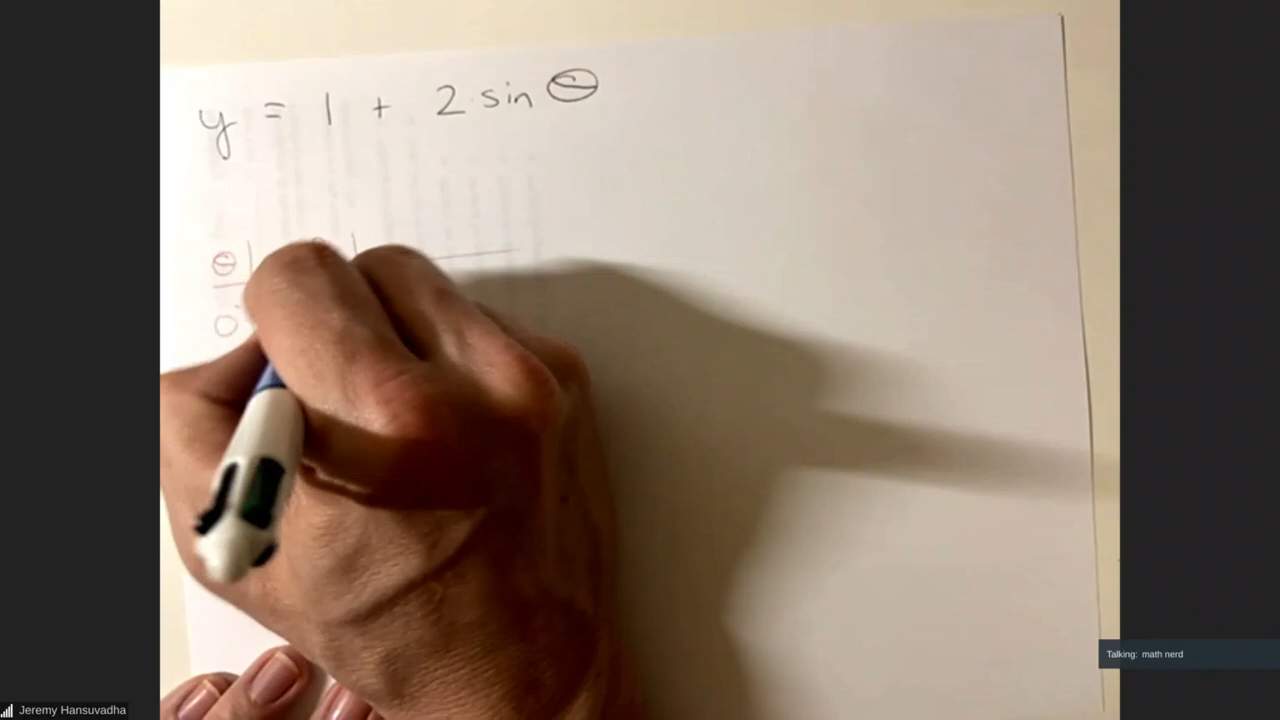 y = 1 + 2 sin Θ
Θ
0
Talking: math nerd
Jeremy Hansuvadha